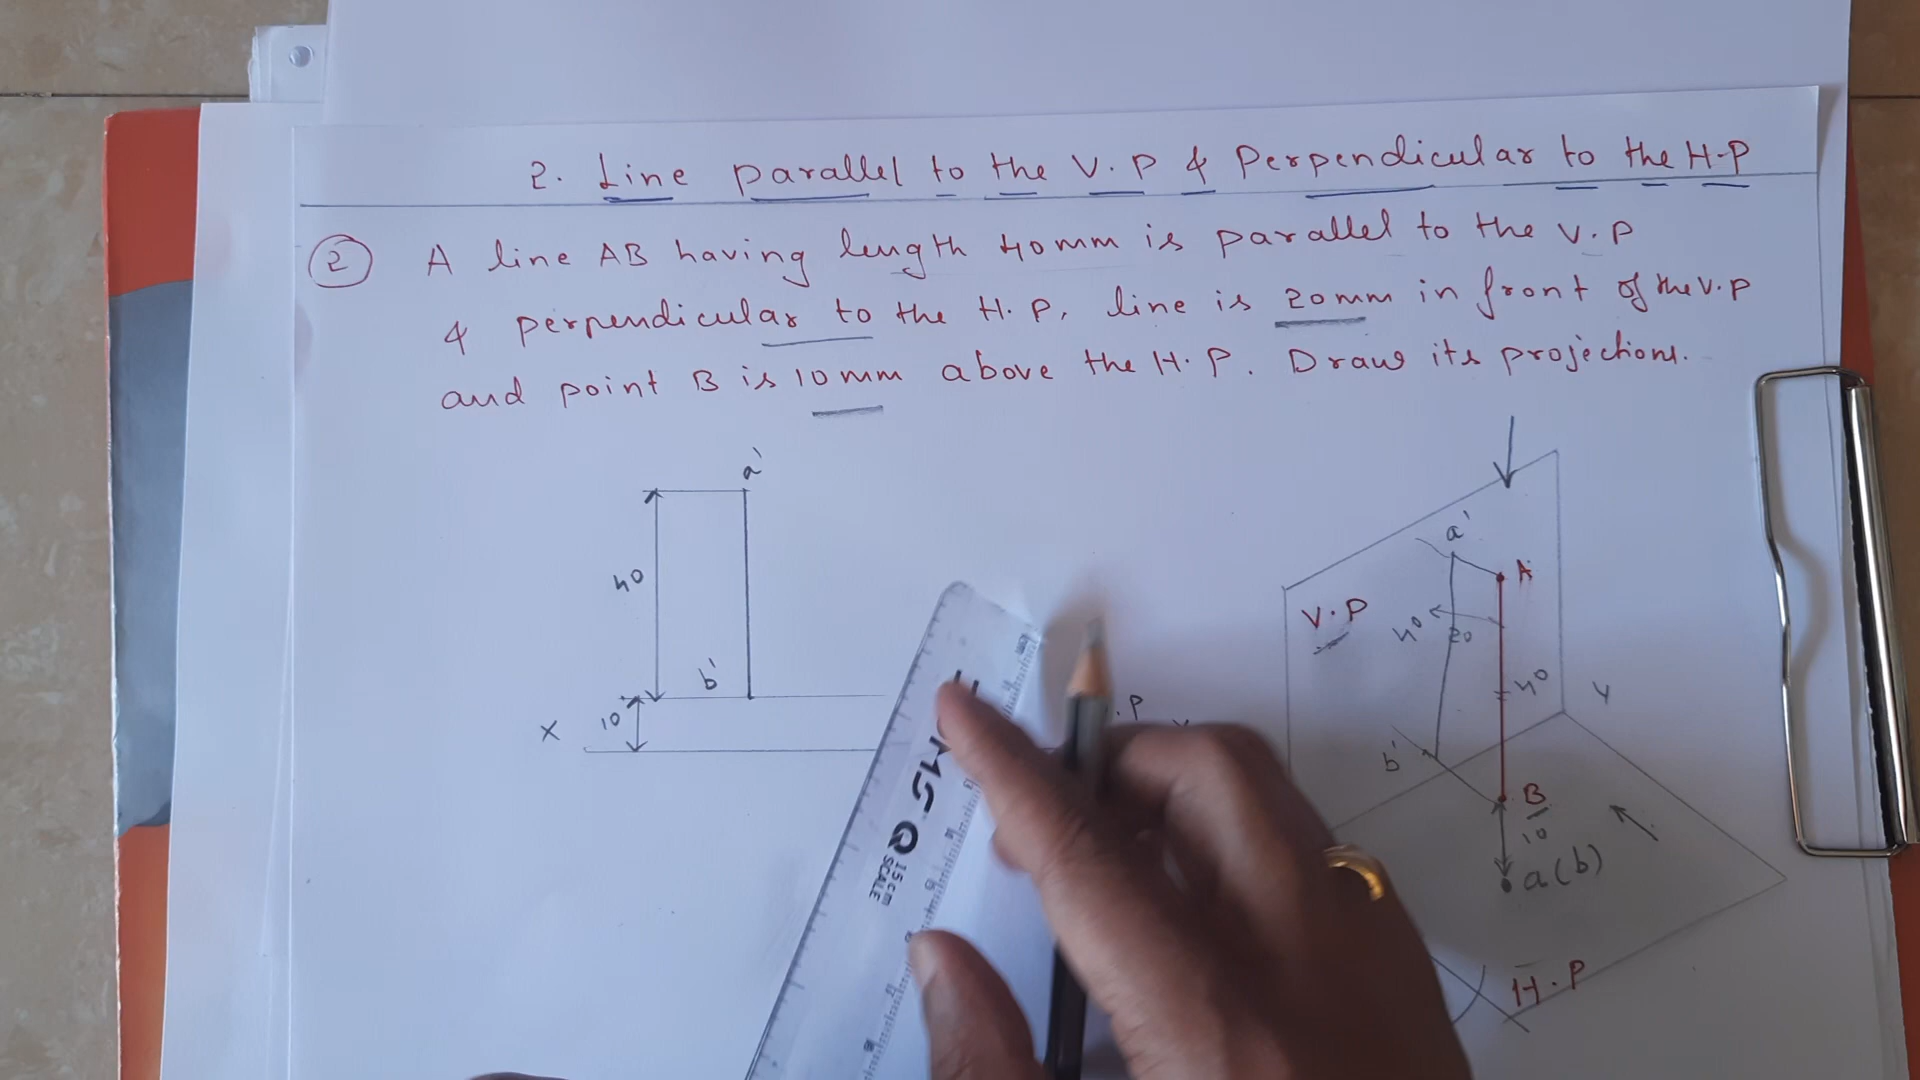 2. Line parallel to the V.P & Perpendicular to the H.P
② A line AB having length 40mm is parallel to the V.P
& perpendicular to the H.P, line is 20mm in front of the V.P
and point B is 10mm above the H.P. Draw its projections.
a'
40
b'
10
X
.P
a'
A
V.P
40
20
40
Y
b'
B
10
a(b)
H.P
Q
15cm
SCALE